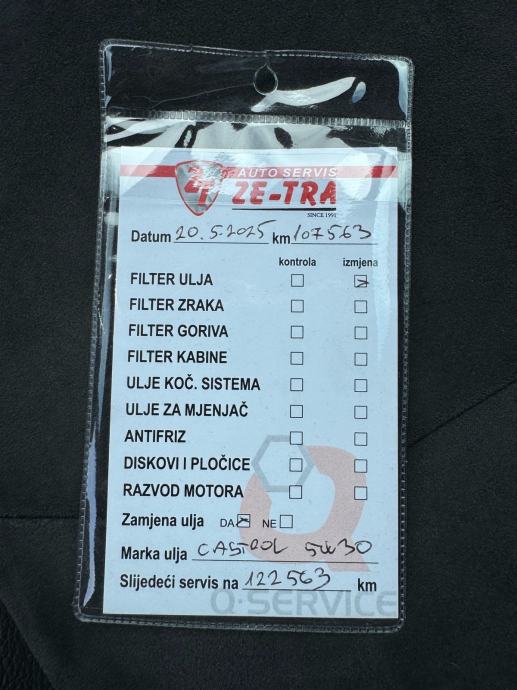 AUTO SERVIS
ZE-TRA
SINCE 1991
Datum 20.5.2025 km 107563
kontrola izmjena
FILTER ULJA
FILTER ZRAKA
FILTER GORIVA
FILTER KABINE
ULJE KOČ. SISTEMA
ULJE ZA MJENJAČ
ANTIFRIZ
DISKOVI I PLOČICE
RAZVOD MOTORA
Zamjena ulja DA NE
Marka ulja CASTROL 5W30
Slijedeći servis na 122563 km
Q-SERVICE